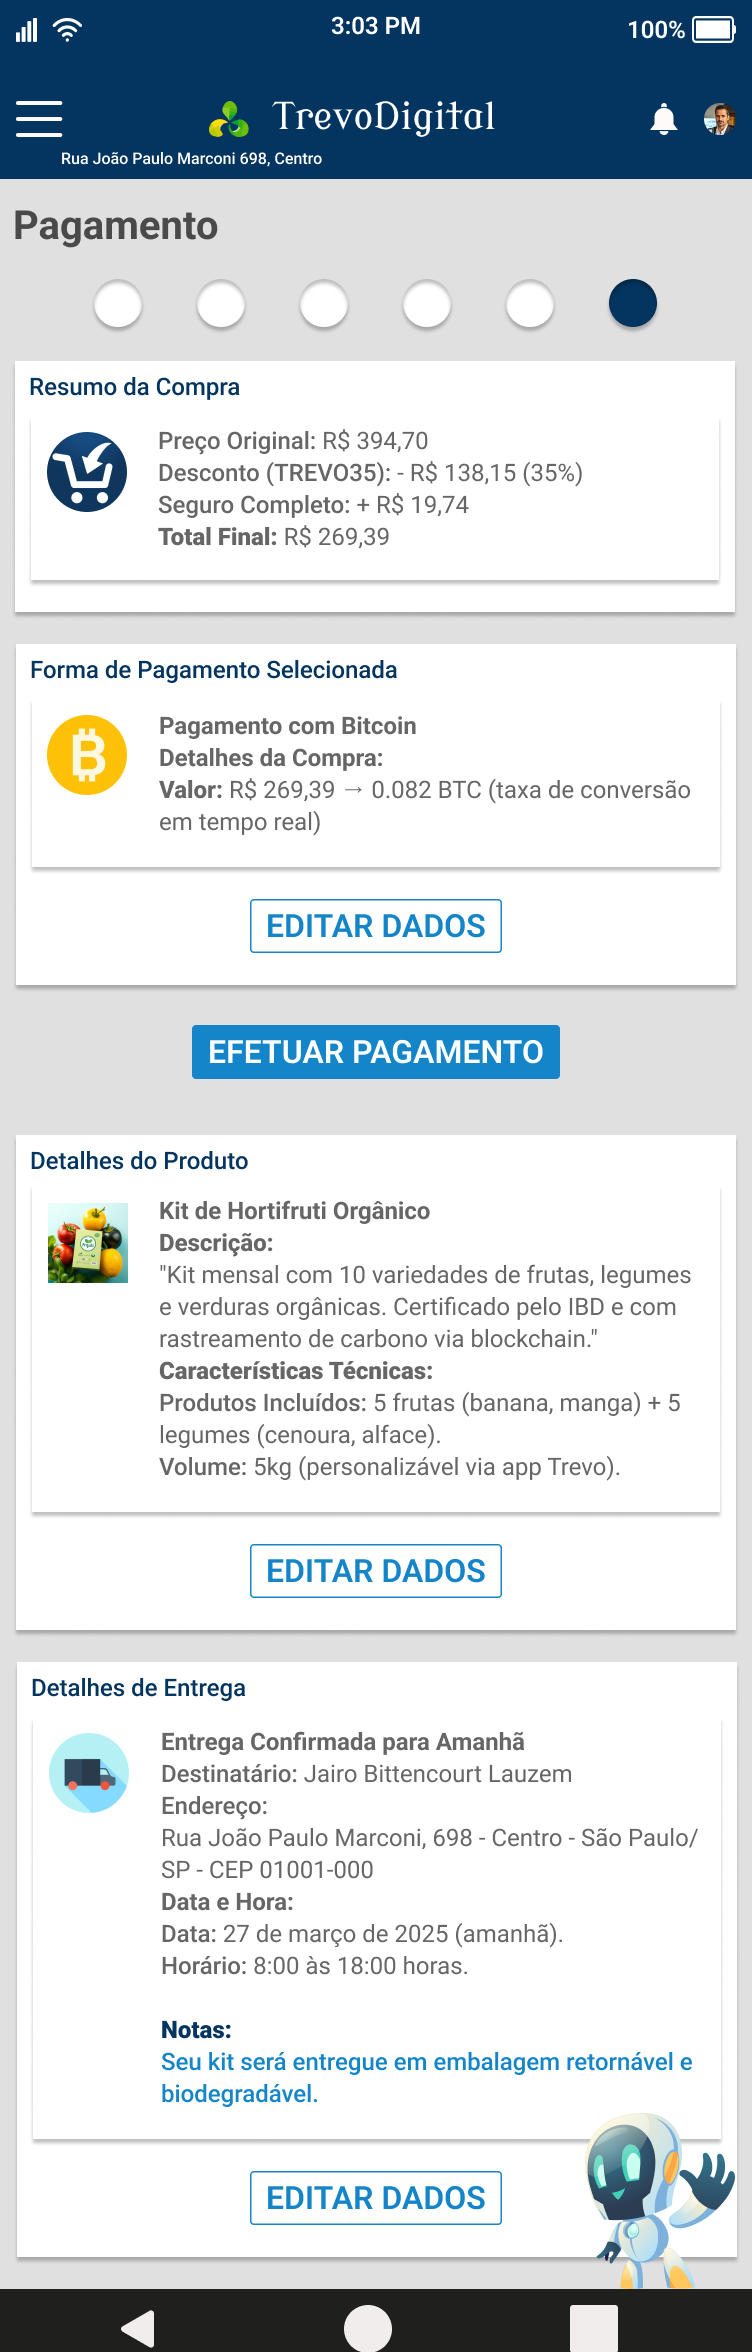 3:03 PM
100%
TrevoDigital
Rua João Paulo Marconi 698, Centro
Pagamento
Resumo da Compra
Preço Original: R$ 394,70
Desconto (TREVO35): - R$ 138,15 (35%)
Seguro Completo: + R$ 19,74
Total Final: R$ 269,39
Forma de Pagamento Selecionada
Pagamento com Bitcoin
Detalhes da Compra:
Valor: R$ 269,39 → 0.082 BTC (taxa de conversão
em tempo real)
EDITAR DADOS
EFETUAR PAGAMENTO
Detalhes do Produto
Kit de Hortifruti Orgânico
Descrição:
"Kit mensal com 10 variedades de frutas, legumes
e verduras orgânicas. Certificado pelo IBD e com
rastreamento de carbono via blockchain."
Características Técnicas:
Produtos Incluídos: 5 frutas (banana, manga) + 5
legumes (cenoura, alface).
Volume: 5kg (personalizável via app Trevo).
EDITAR DADOS
Detalhes de Entrega
Entrega Confirmada para Amanhã
Destinatário: Jairo Bittencourt Lauzem
Endereço:
Rua João Paulo Marconi, 698 - Centro - São Paulo/
SP - CEP 01001-000
Data e Hora:
Data: 27 de março de 2025 (amanhã).
Horário: 8:00 às 18:00 horas.
Notas:
Seu kit será entregue em embalagem retornável e
biodegradável.
EDITAR DADOS